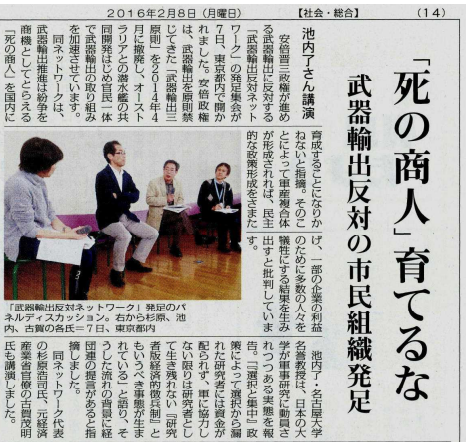 2016年2月8日（月曜日）
【社会・総合】
（14）
「死の商人」育てるな
武器輸出反対の市民組織発足
池内了さん講演
安倍晋三政権が進め
る武器輸出に反対する
「武器輸出反対ネット
ワーク」の発足集会が
7日、東京都内で開か
れました。安倍政権
は、武器輸出を原則禁
じてきた「武器輸出三
原則」を2014年4
月に撤廃し、オースト
ラリアとの潜水艦の共
同開発はじめ官民一体
で武器輸出の取り組み
を加速させています。
同ネットワークは、
武器輸出推進は紛争を
商機としてとらえる
「死の商人」を国内に
育成することになりか
ねないと指摘。そのこ
とによって軍産複合体
が形成されれば、民主
的な政策形成をさまた
げ、一部の企業の利益
のために多数の人々を
犠牲にする結果を生み
出すと批判していま
す。
池内了・名古屋大学
名誉教授は、日本の大
学が軍事研究に動員さ
れつつある実態を報
告。「『選択と集中』政
策によって選択から漏
れた研究者には資金が
配られず、軍に協力し
ない限りは研究者とし
て生き残れない『研究
者版経済的徴兵制』と
もいうべき事態が生ま
れている」と語り、そ
うした流れの背景に経
団連の提言があると指
摘しました。
同ネットワーク代表
の杉原浩司氏、元経済
産業省官僚の古賀茂明
氏も講演しました。
「武器輸出反対ネットワーク」発足のパ
ネルディスカッション。右から杉原、池
内、古賀の各氏＝7日、東京都内